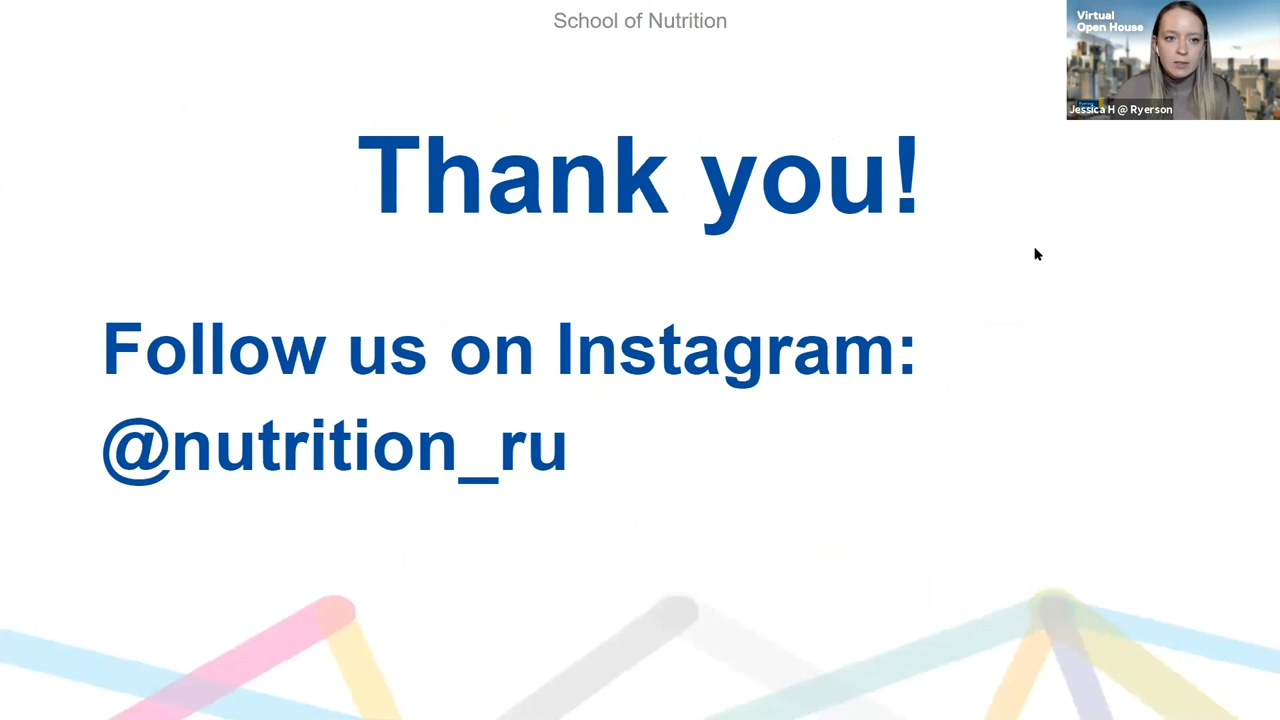 School of Nutrition
Virtual
Open House
Jessica H @ Ryerson
Thank you!
Follow us on Instagram:
@nutrition_ru